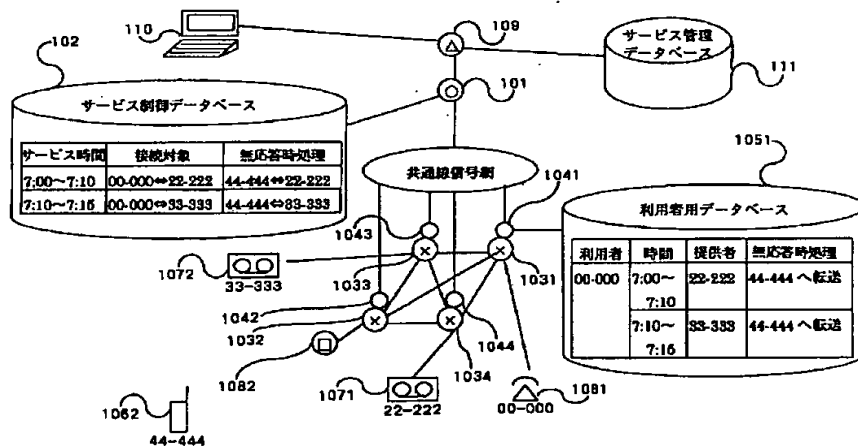 110
109
サービス管理
データベース
111
102
101
サービス制御データベース
サービス時間 接続対象 無応答時処理
7:00～7:10 00-000⇔22-222 44-444⇔22-222
7:10～7:15 00-000⇔33-333 44-444⇔33-333
共通線信号網
1051
1041
利用者用データベース
利用者 時間 提供者 無応答時処理
00-000 7:00～ 22-222 44-444へ転送
7:10
7:10～ 33-333 44-444へ転送
7:15
1043
1072
33-333
1033
1031
1042
1032
1044
1034
1082
1071
22-222
1081
00-000
1062
44-444